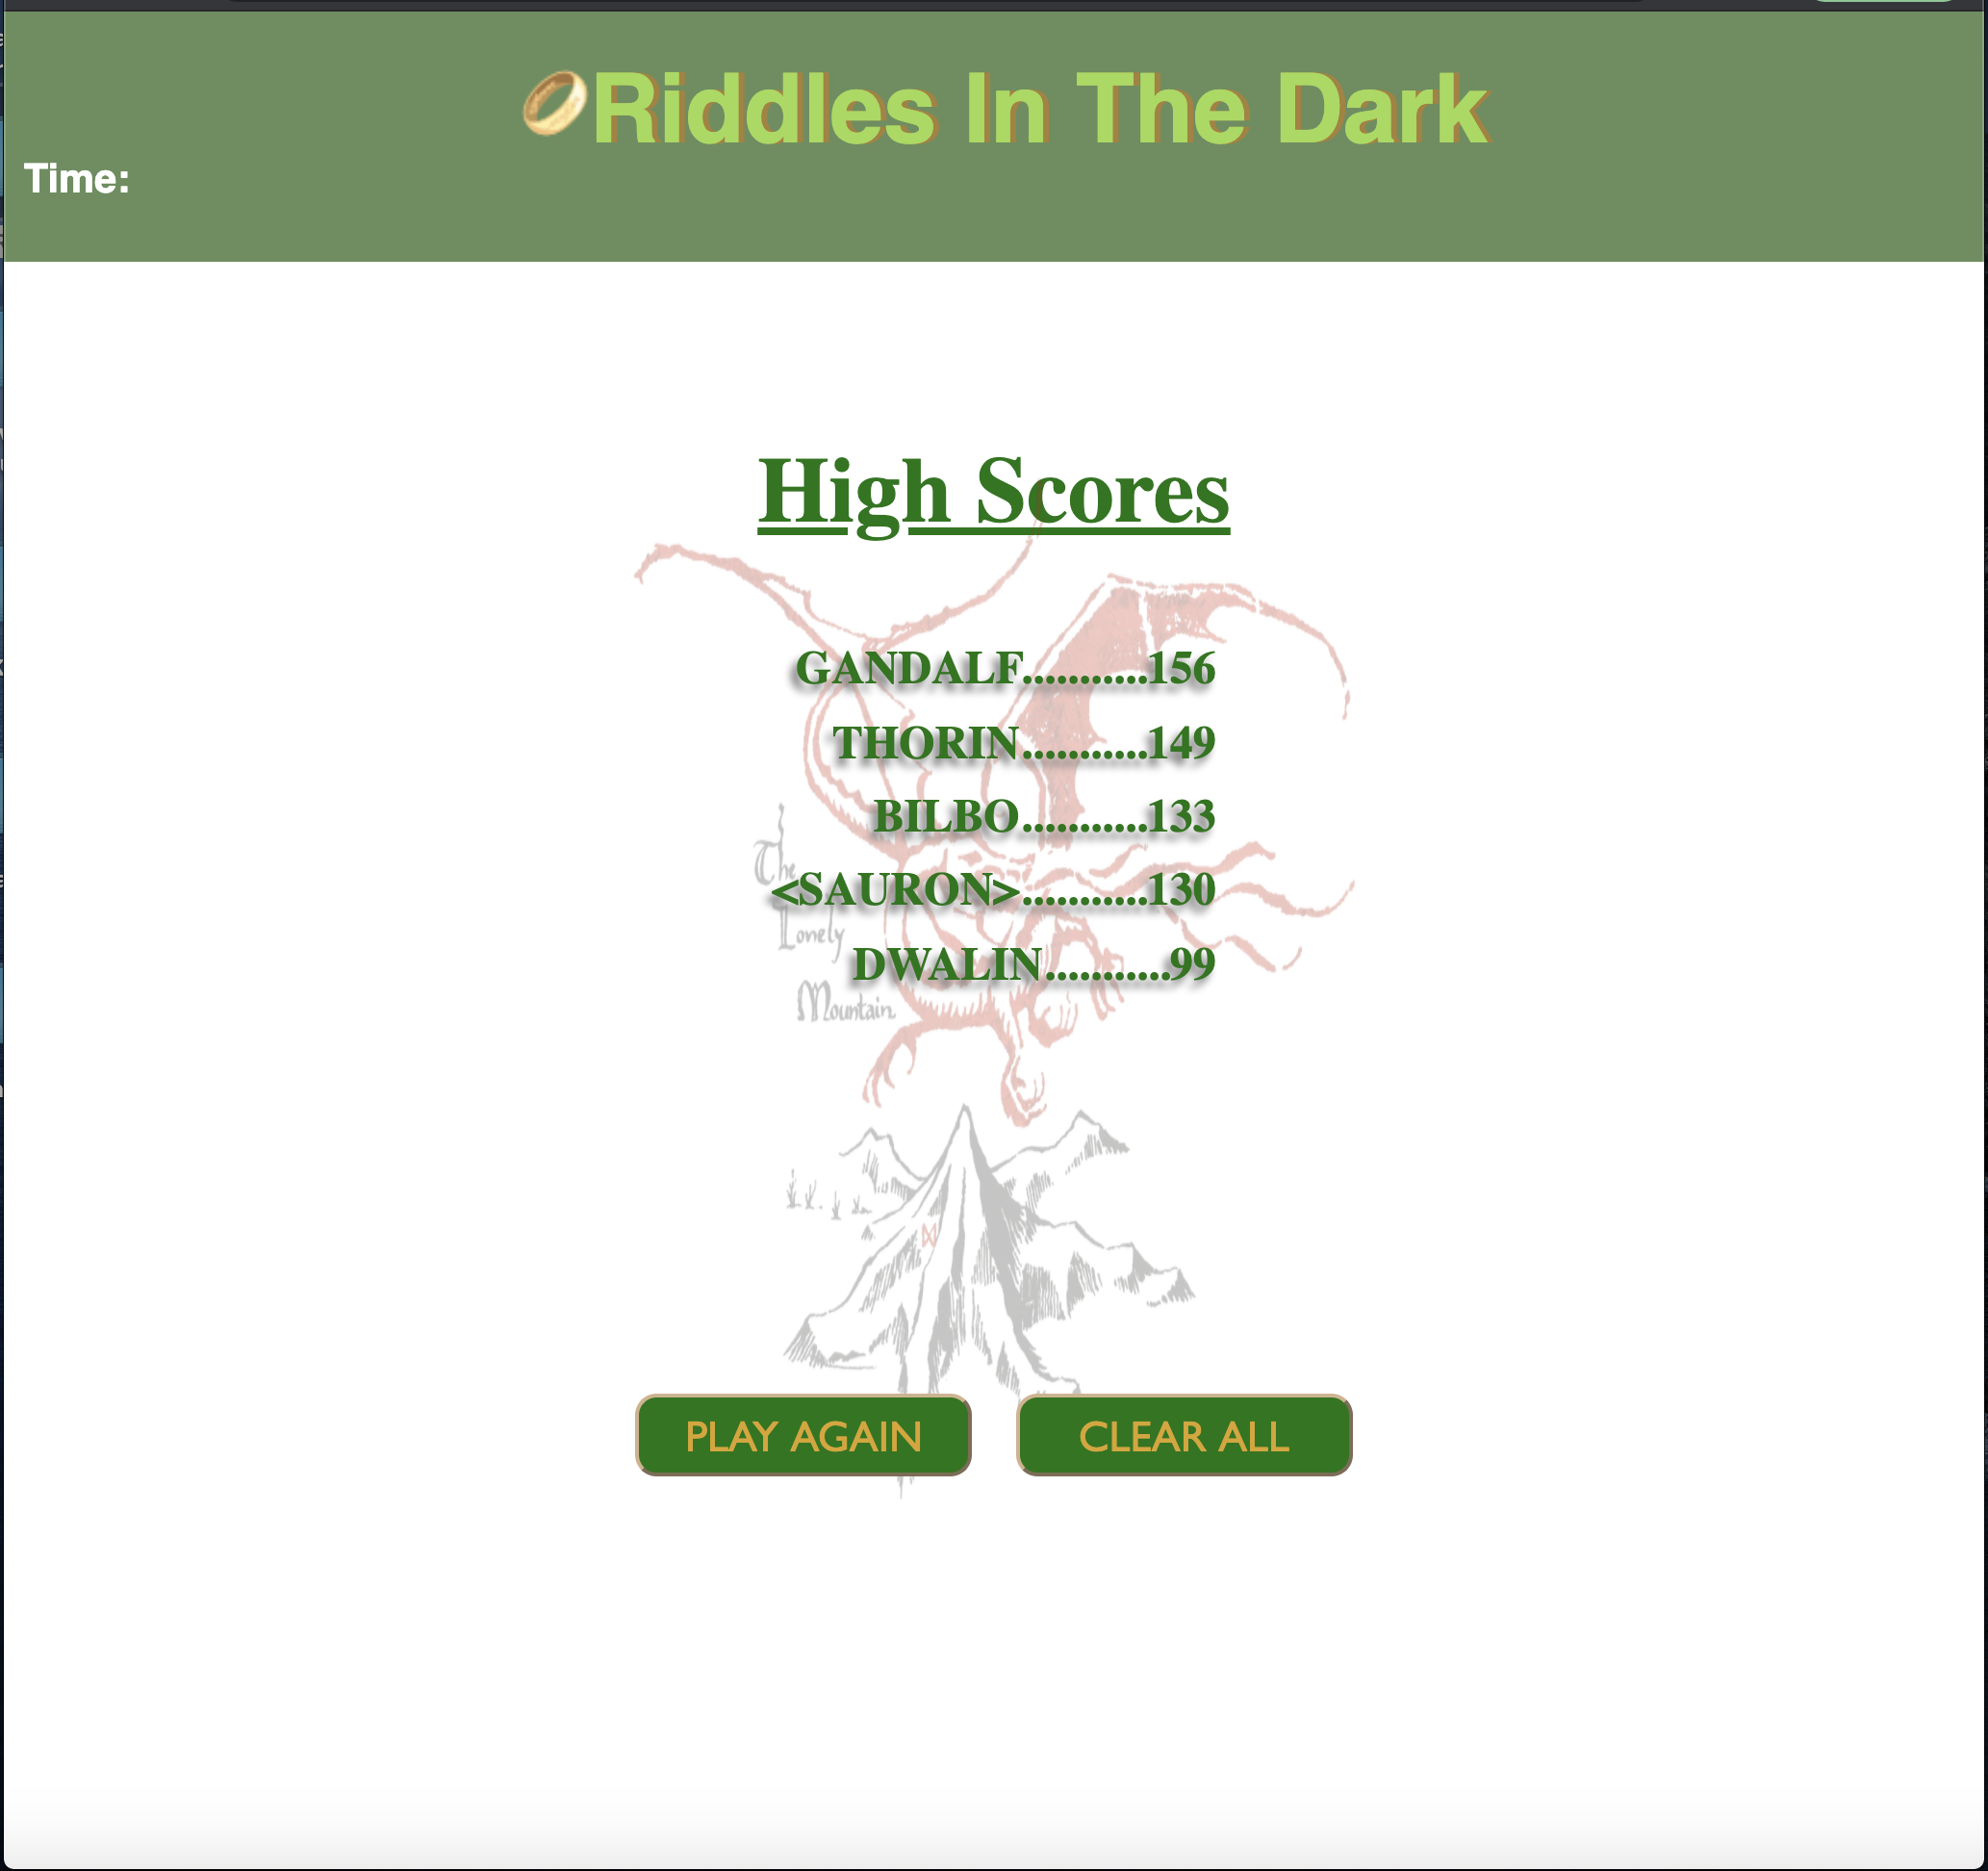 Riddles In The Dark
Time:
High Scores
GANDALF...........156
THORIN...........149
BILBO...........133
<SAURON>...........130
DWALIN...........99
The
Lonely
Mountain
PLAY AGAIN
CLEAR ALL